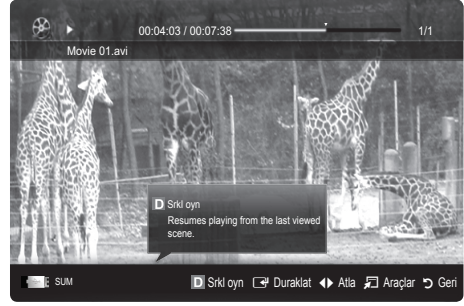 00:04:03 / 00:07:38 1/1
Movie 01.avi
D Srkl oyn
Resumes playing from the last viewed
scene.
SUM D Srkl oyn Duraklat Atla Araçlar Geri